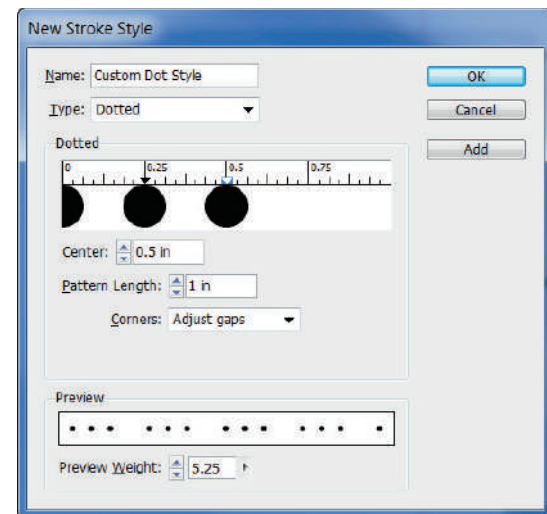 New Stroke Style
Name: Custom Dot Style
OK
Type: Dotted
Cancel
Add
Dotted
0 0.25 0.5 0.75
Center: 0.5 in
Pattern Length: 1 in
Corners: Adjust gaps
Preview
Preview Weight: 5.25